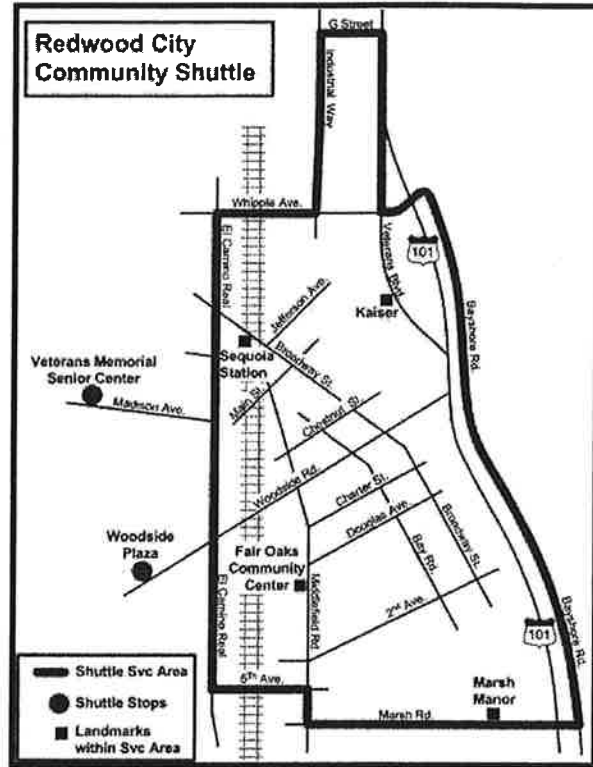 Redwood City
Community Shuttle
G Street
Industrial Way
Whipple Ave.
El Camino Real
Veterans Blvd.
101
Kaiser
Bayshore Rd.
Jefferson Ave.
Sequoia
Station
Broadway St.
Veterans Memorial
Senior Center
Madison Ave.
Main St.
Chestnut St.
Woodside Rd.
Charter St.
Douglas Ave.
Woodside
Plaza
Fair Oaks
Community
Center
Bay Rd.
Broadway St.
El Camino Real
Middlefield Rd.
2nd Ave.
101
Bayshore Rd.
5Th Ave.
Marsh
Manor
Marsh Rd.
Shuttle Svc Area
Shuttle Stops
Landmarks
within Svc Area